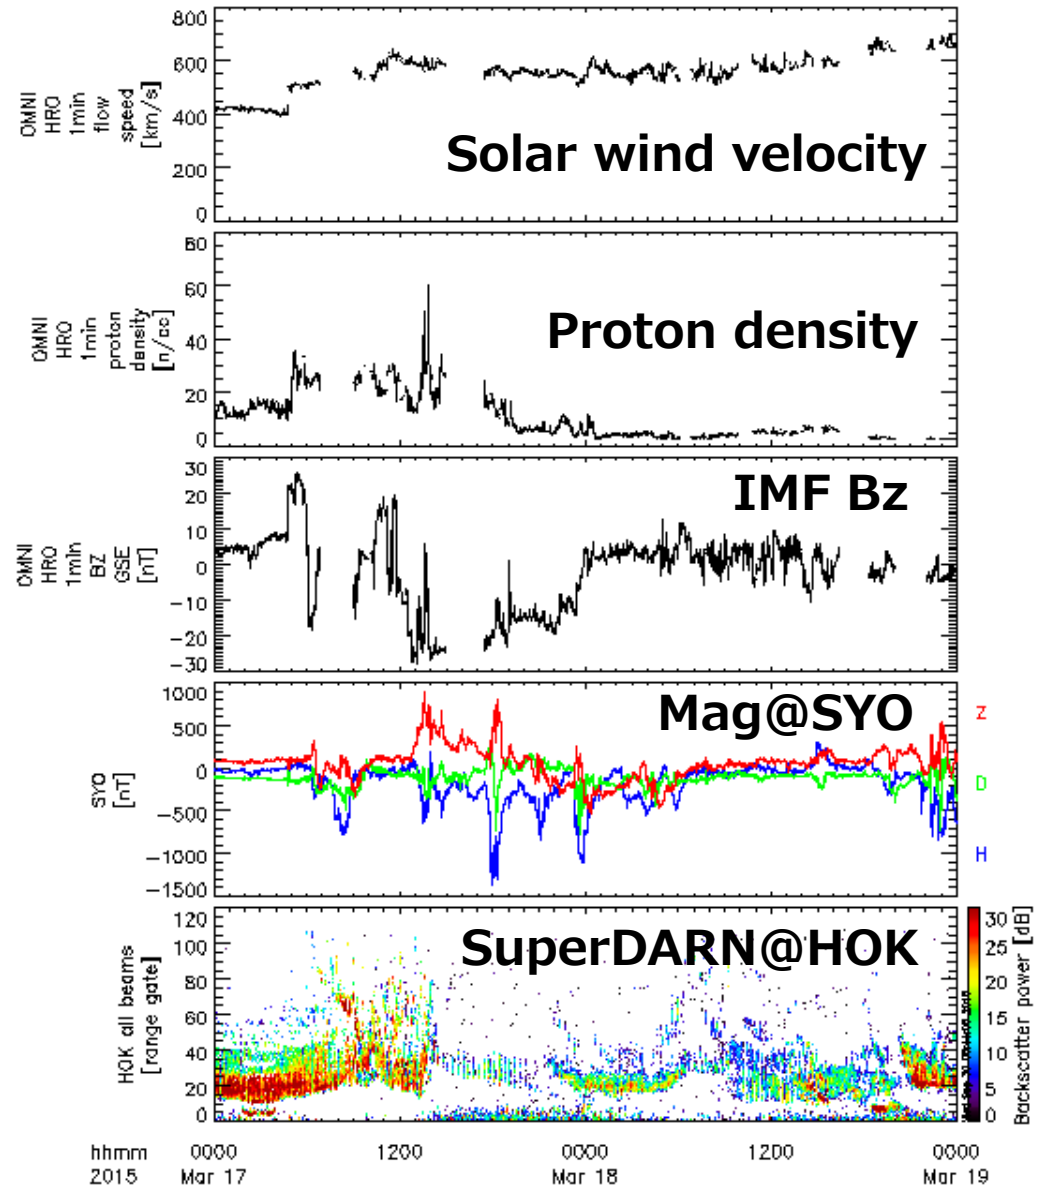 800
600
400
200
0
OMNI
HRO
1min
flow
speed
[km/s]
Solar wind velocity
80
60
40
20
0
OMNI
HRO
1min
proton
density
[n/cc]
Proton density
30
20
10
0
−10
−20
−30
OMNI
HRO
1min
BZ
GSE
[nT]
IMF Bz
1000
500
0
−500
−1000
−1500
SYO
[nT]
Mag@SYO
Z
D
H
120
100
80
60
40
20
0
HOK all beams
[range gate]
SuperDARN@HOK
30
25
20
15
10
5
0
Backscatter power [dB]
hhmm 0000 1200 0000 1200 0000
2015 Mar 17 Mar 18 Mar 19